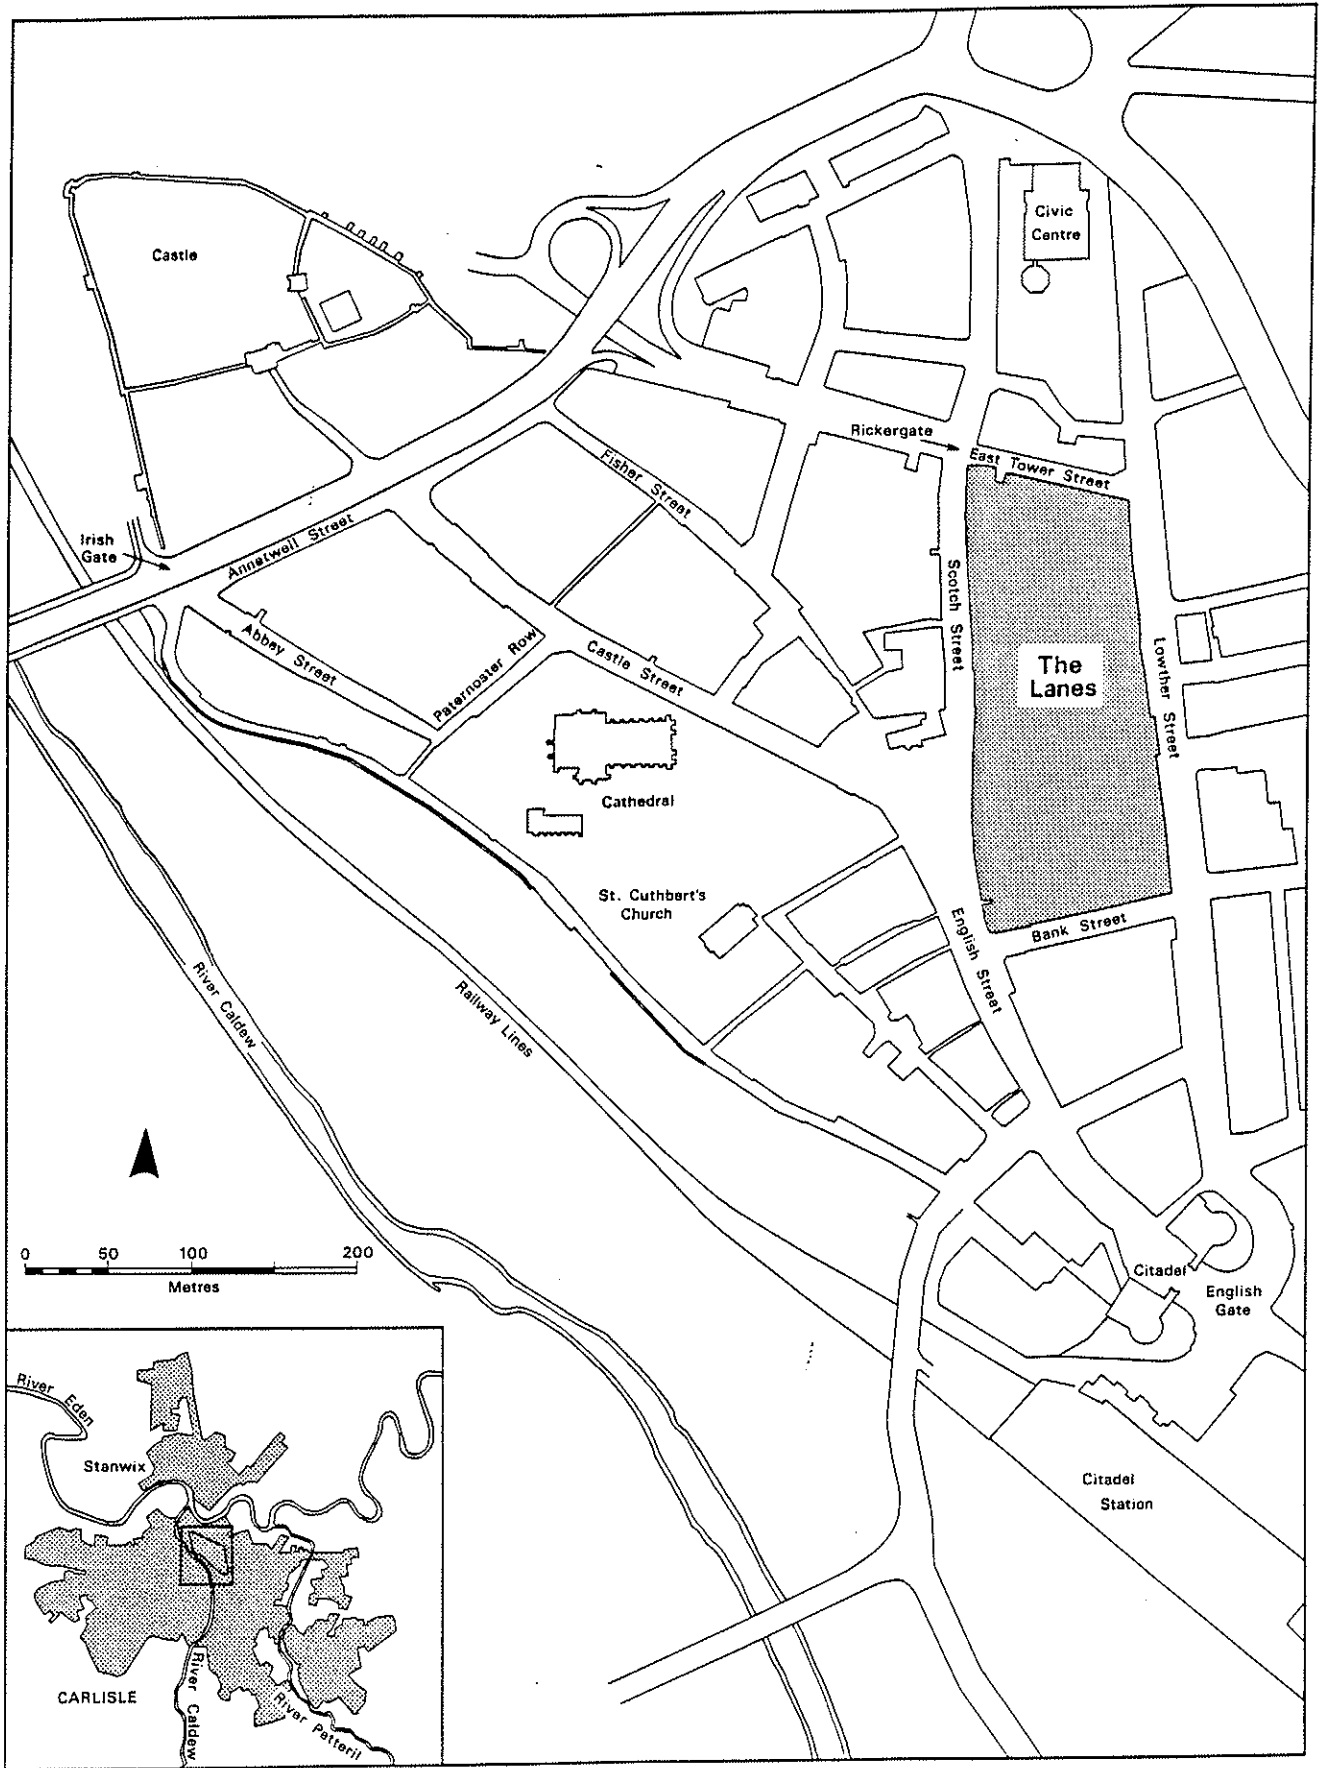 Civic
Centre
Castle
Rickergate
East Tower Street
Fisher Street
Irish
Gate
Annetwell Street
Scotch Street
Abbey Street
Paternoster Row
Castle Street
The
Lanes
Lowther Street
Cathedral
St. Cuthbert's
Church
English Street
Bank Street
River Caldew
Railway Lines
0 50 100 200
Metres
Citadel
English
Gate
River Eden
Stanwix
Citadel
Station
CARLISLE
River Caldew
River Petteril